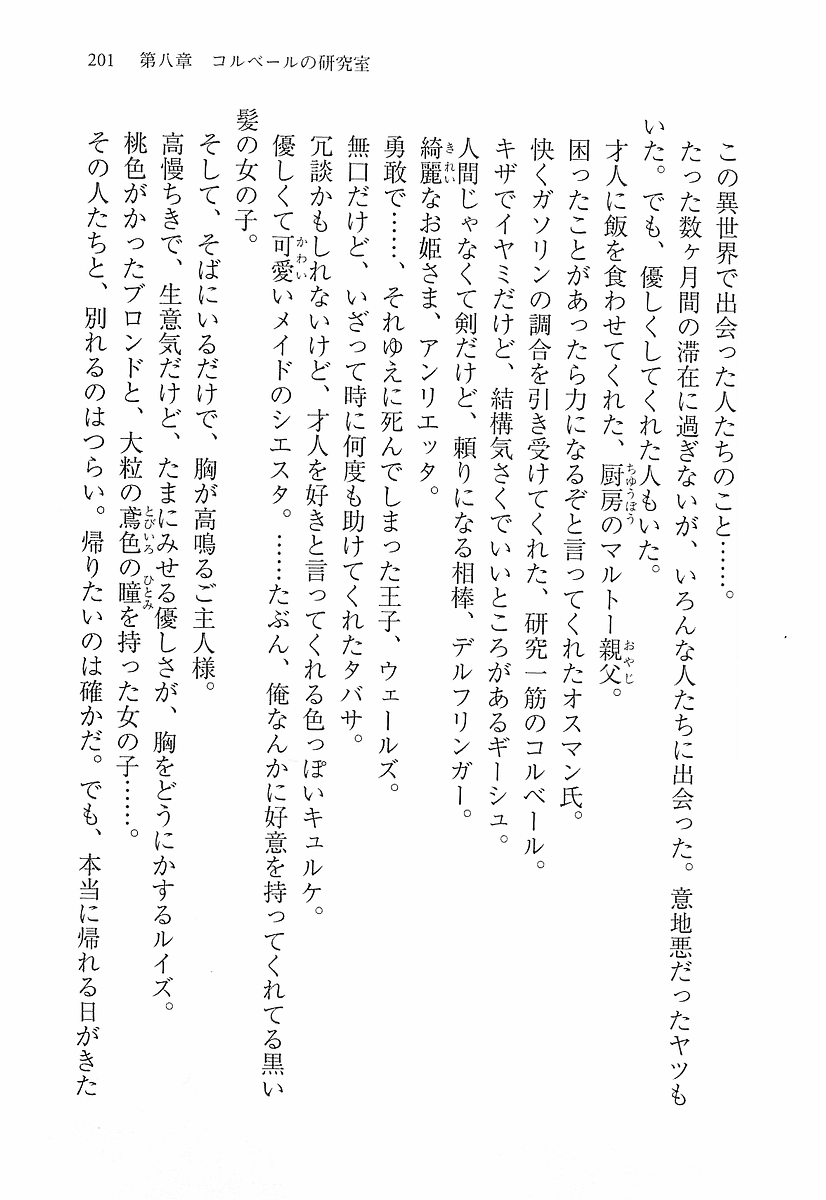 201　第八章　コルベールの研究室
この異世界で出会った人たちのこと……。
たった数ヶ月間の滞在に過ぎないが、いろんな人たちに出会った。意地悪だったヤツも
いた。でも、優しくしてくれた人もいた。
才人に飯を食わせてくれた、厨房のマルトー親父。
困ったことがあったら力になるぞと言ってくれたオスマン氏。
快くガソリンの調合を引き受けてくれた、研究一筋のコルベール。
キザでイヤミだけど、結構気さくでいいところがあるギーシュ。
人間じゃなくて剣だけど、頼りになる相棒、デルフリンガー。
綺麗なお姫さま、アンリエッタ。
勇敢で……、それゆえに死んでしまった王子、ウェールズ。
無口だけど、いざって時に何度も助けてくれたタバサ。
冗談かもしれないけど、才人を好きと言ってくれる色っぽいキュルケ。
優しくて可愛いメイドのシエスタ。……たぶん、俺なんかに好意を持ってくれてる黒い
髪の女の子。
そして、そばにいるだけで、胸が高鳴るご主人様。
高慢ちきで、生意気だけど、たまにみせる優しさが、胸をどうにかするルイズ。
桃色がかったブロンドと、大粒の鳶色の瞳を持った女の子……。
その人たちと、別れるのはつらい。帰りたいのは確かだ。でも、本当に帰れる日がきた